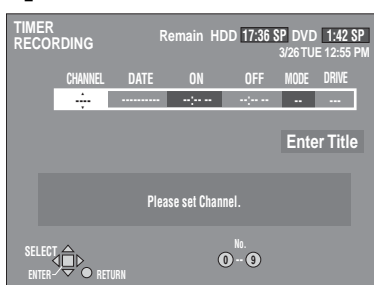 TIMER
RECORDING
Remain HDD 17:36 SP DVD 1:42 SP
3/26 TUE 12:55 PM
CHANNEL DATE ON OFF MODE DRIVE
---- ---------- --:-- -- --:-- -- -- ---
Enter Title
Please set Channel.
SELECT
No.
0 -- 9
ENTER RETURN